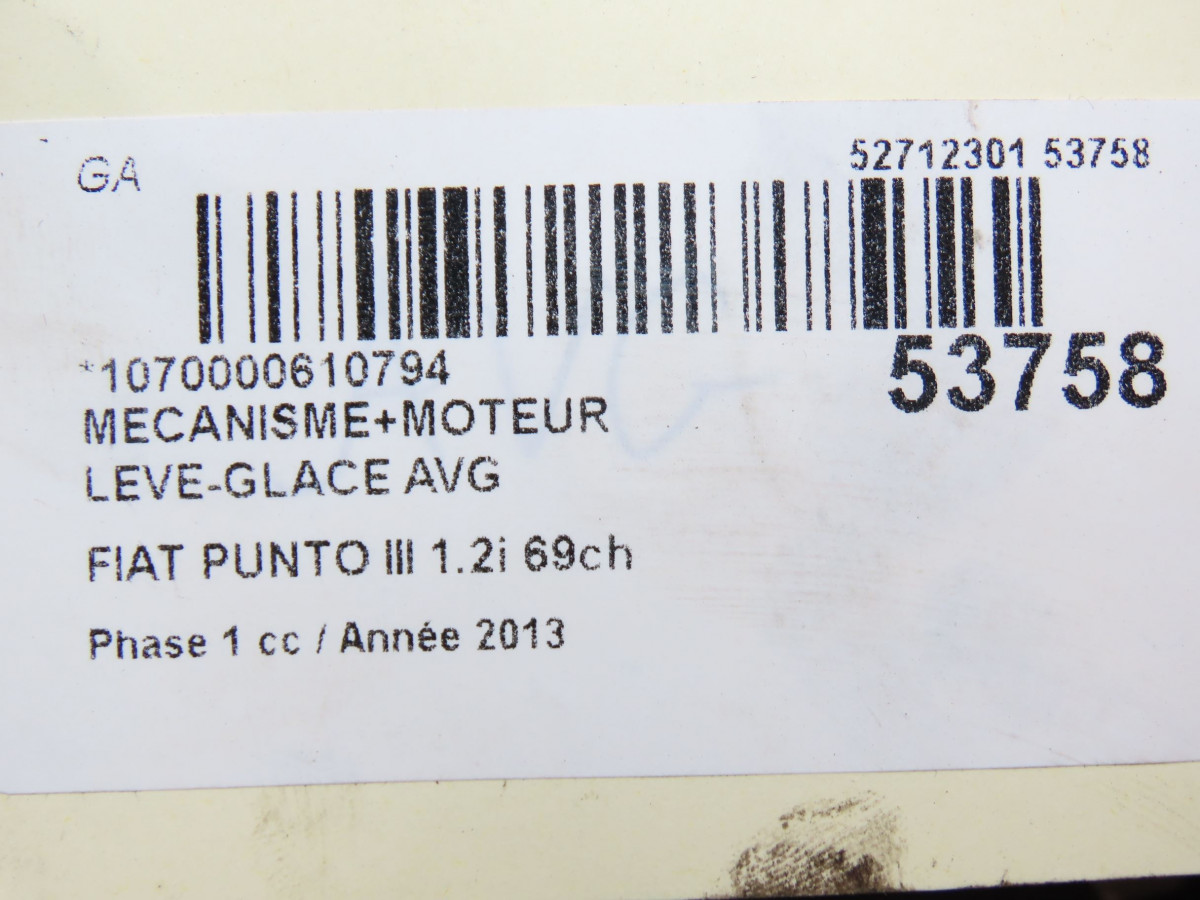 GA
52712301 53758
53758
*1070000610794
MECANISME+MOTEUR
LEVE-GLACE AVG
FIAT PUNTO III 1.2i 69ch
Phase 1 cc / Année 2013